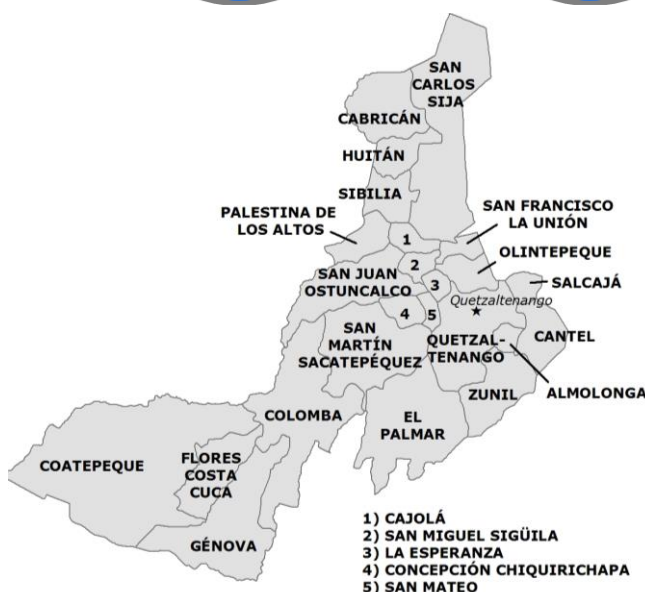 SAN
CARLOS
SIJA
CABRICÁN
HUITÁN
SIBILIA
PALESTINA DE
LOS ALTOS
SAN FRANCISCO
LA UNIÓN
1
OLINTEPEQUE
2
SAN JUAN
OSTUNCALCO
3
SALCAJÁ
Quetzaltenango
4
5
SAN
MARTÍN
SACATEPÉQUEZ
QUETZAL-
TENANGO
CANTEL
ZUNIL
ALMOLONGA
COLOMBA
EL
PALMAR
COATEPEQUE
FLORES
COSTA
CUCA
GÉNOVA
1) CAJOLÁ
2) SAN MIGUEL SIGÜILA
3) LA ESPERANZA
4) CONCEPCIÓN CHIQUIRICHAPA
5) SAN MATEO